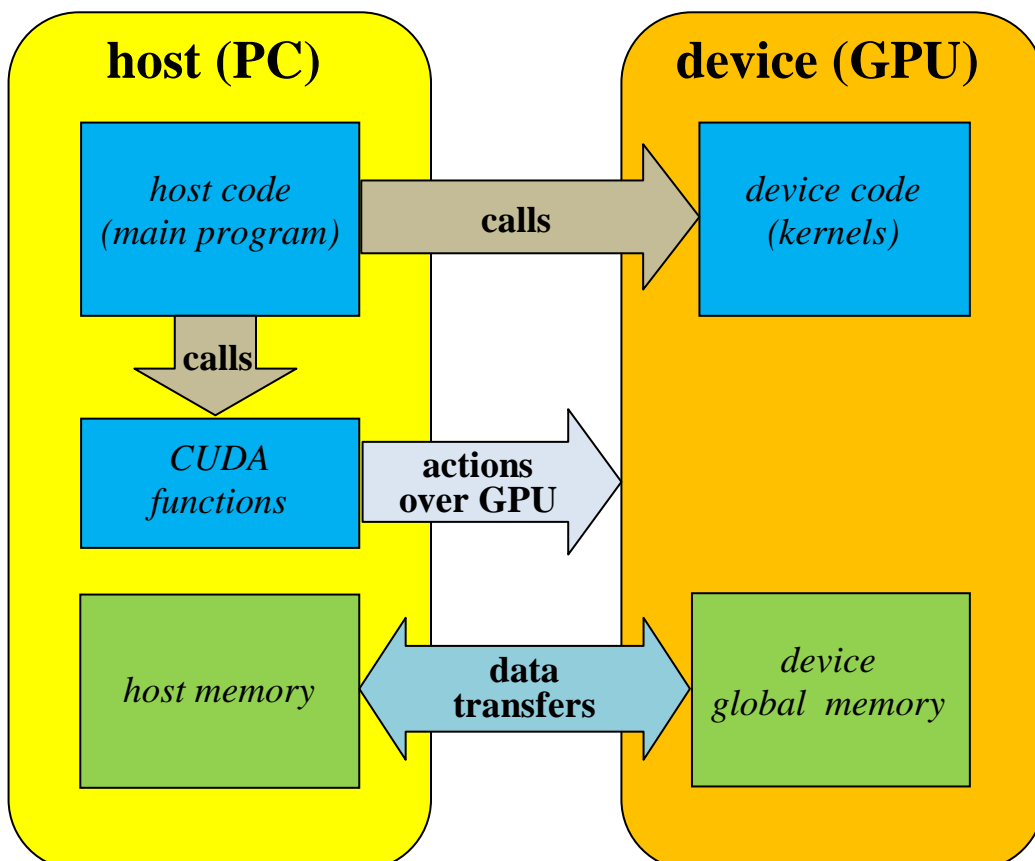 host (PC)
device (GPU)
host code
(main program)
calls
device code
(kernels)
calls
CUDA
functions
actions
over GPU
host memory
data
transfers
device
global  memory